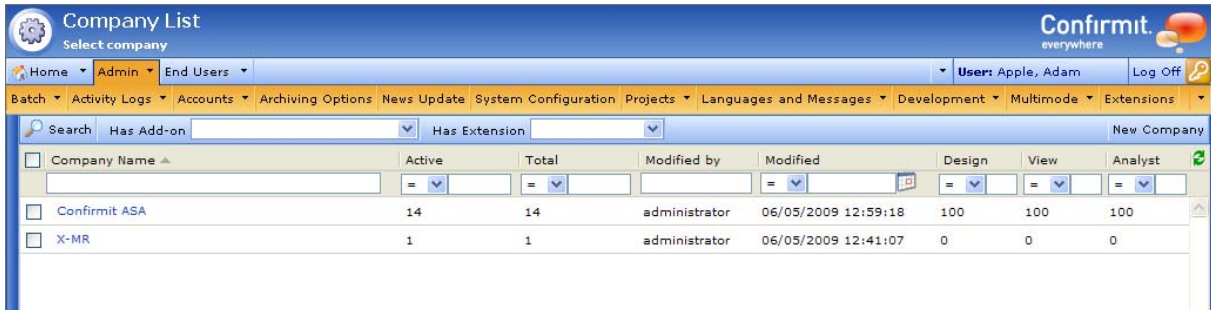 Company List
Select company
Confirmit.
everywhere
Home Admin End Users User: Apple, Adam Log Off
Batch Activity Logs Accounts Archiving Options News Update System Configuration Projects Languages and Messages Development Multimode Extensions
Search Has Add-on Has Extension New Company
Company Name Active Total Modified by Modified Design View Analyst
= = = = = =
Confirmit ASA 14 14 administrator 06/05/2009 12:59:18 100 100 100
X-MR 1 1 administrator 06/05/2009 12:41:07 0 0 0